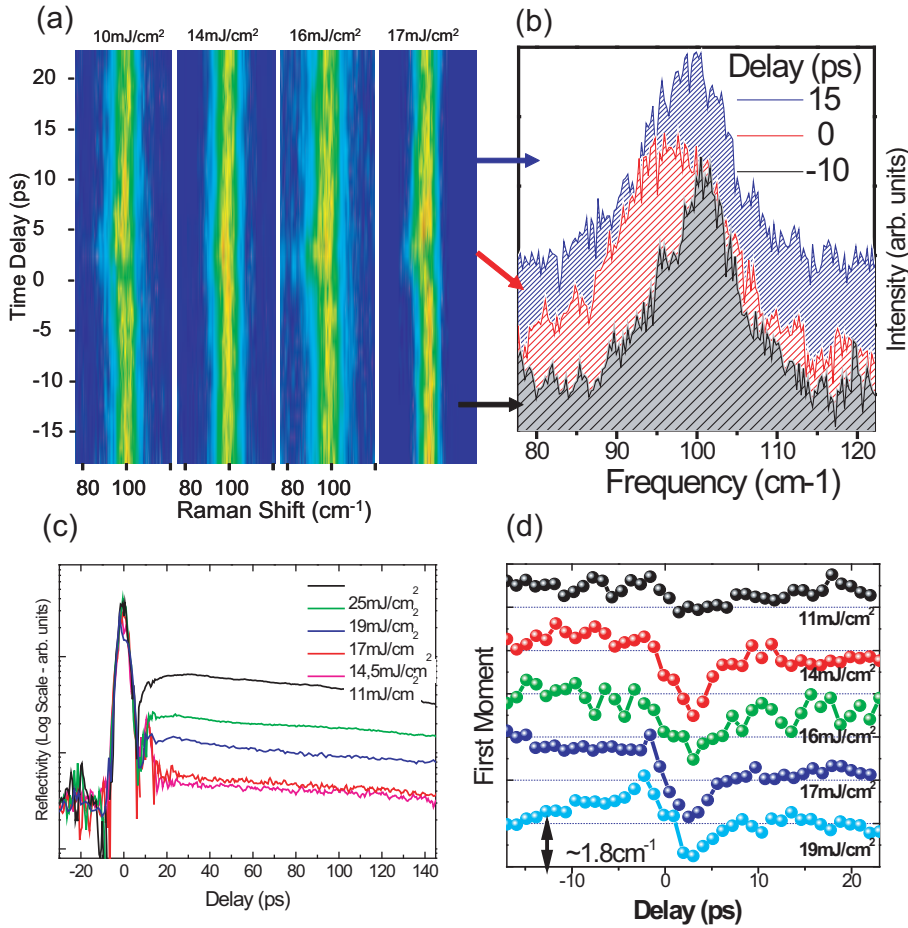 (a)
10mJ/cm²
14mJ/cm²
16mJ/cm²
17mJ/cm²
Time Delay (ps)
20
15
10
5
0
-5
-10
-15
80 100
80 100
80 100
80 100
Raman Shift (cm⁻¹)
(b)
Delay (ps)
15
0
-10
Intensity (arb. units)
80 90 100 110 120
Frequency (cm-1)
(c)
Reflectivity (Log Scale - arb. units)
2
25mJ/cm2
19mJ/cm2
17mJ/cm2
14,5mJ/cm2
11mJ/cm
-20 0 20 40 60 80 100 120 140
Delay (ps)
(d)
First Moment
11mJ/cm²
14mJ/cm²
16mJ/cm²
17mJ/cm²
19mJ/cm²
~1.8cm⁻¹
-10 0 10 20
Delay (ps)